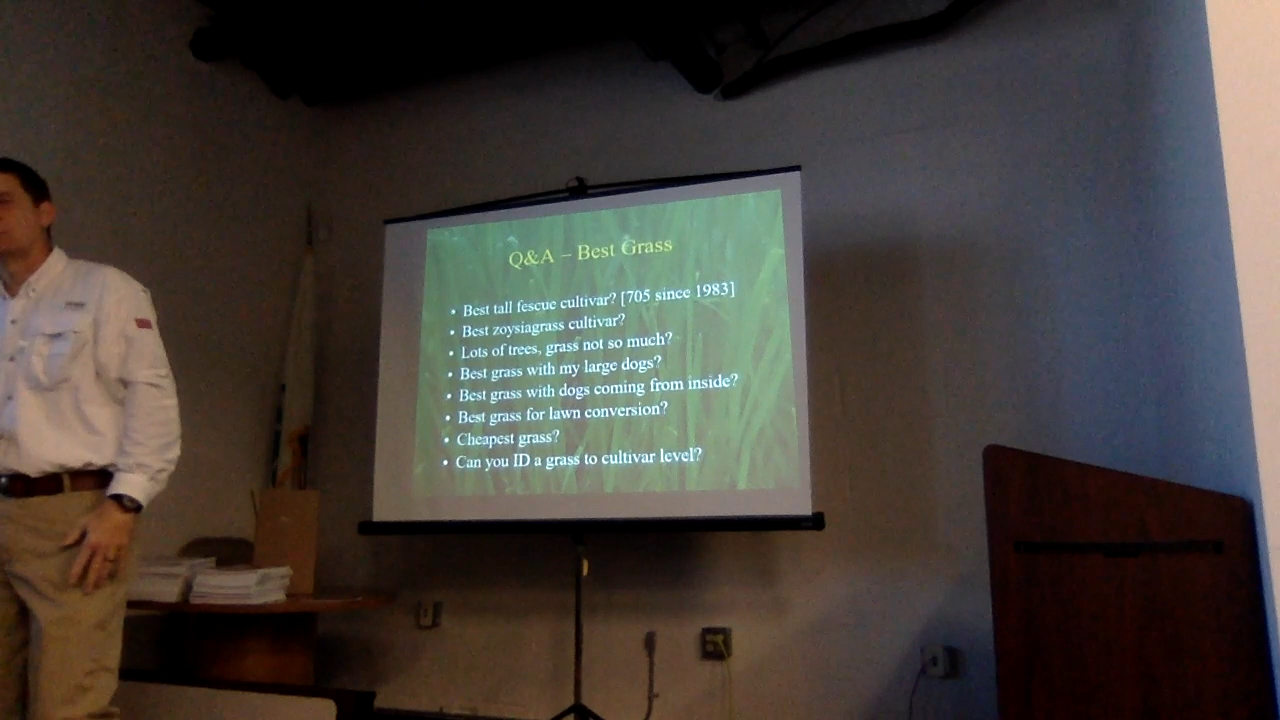 Q&A – Best Grass
• Best tall fescue cultivar? [705 since 1983]
• Best zoysiagrass cultivar?
• Lots of trees, grass not so much?
• Best grass with my large dogs?
• Best grass with dogs coming from inside?
• Best grass for lawn conversion?
• Cheapest grass?
• Can you ID a grass to cultivar level?